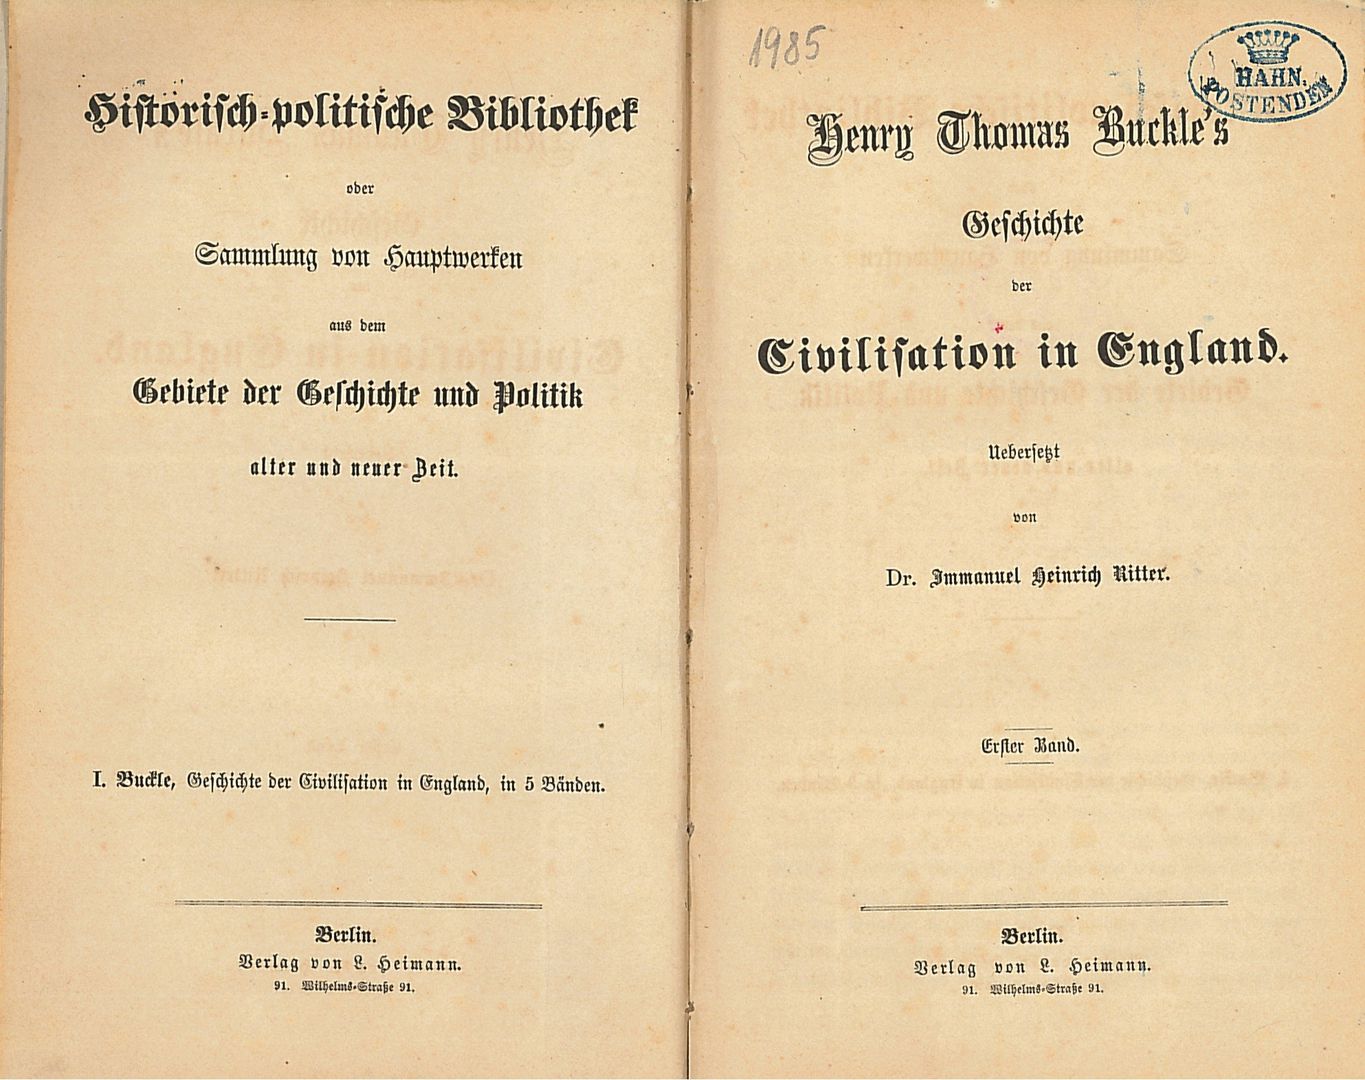 Historisch-politische Bibliothek
oder
Sammlung von Hauptwerken
aus dem
Gebiete der Geschichte und Politik
alter und neuer Zeit.
I. Buckle, Geschichte der Civilisation in England, in 5 Bänden.
Berlin.
Verlag von L. Heimann.
91. Wilhelms-Straße 91.
1985
HAHN,
POSTENDEN
Henry Thomas Buckle's
Geschichte
der
Civilisation in England.
Uebersetzt
von
Dr. Immanuel Heinrich Ritter.
Erster Band.
Berlin.
Verlag von L. Heimann.
91. Wilhelms-Straße 91.